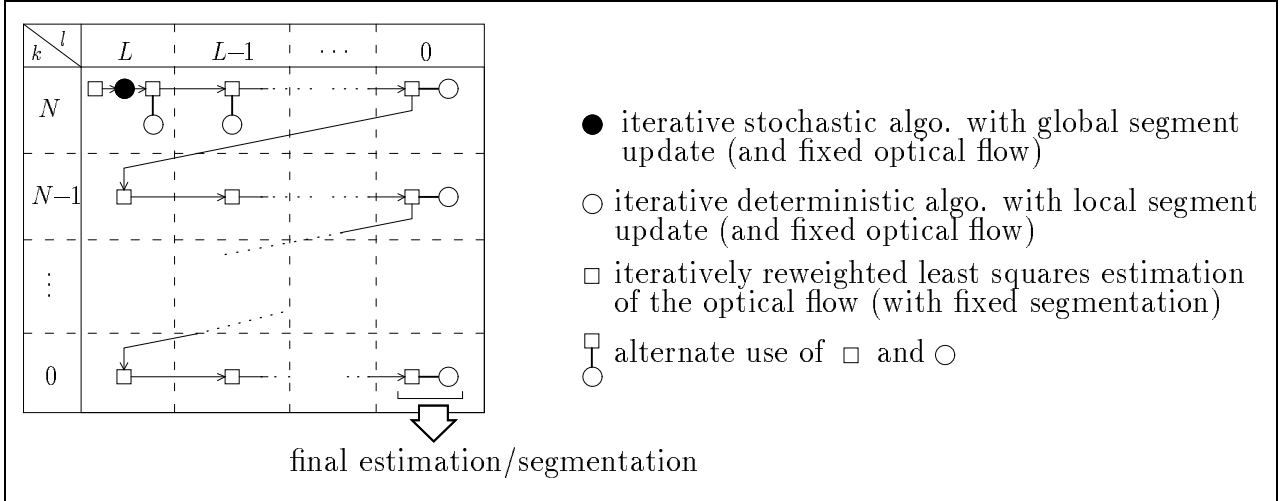 l
k
L L−1 ··· 0
N
N−1
⋮
0
iterative stochastic algo. with global segment
update (and fixed optical flow)
iterative deterministic algo. with local segment
update (and fixed optical flow)
iteratively reweighted least squares estimation
of the optical flow (with fixed segmentation)
alternate use of □ and ○
final estimation/segmentation